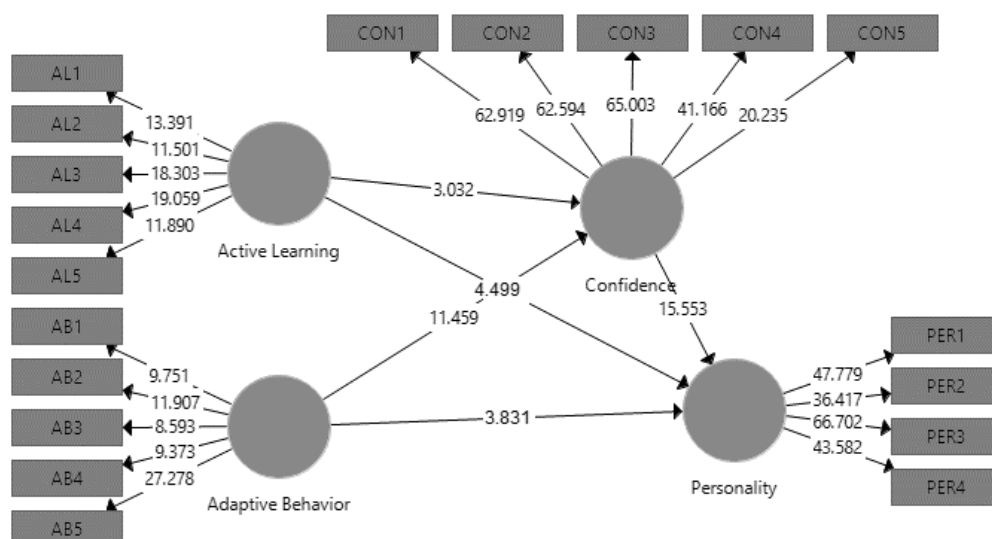 CON1 CON2 CON3 CON4 CON5
AL1
AL2
AL3
AL4
AL5
13.391
11.501
18.303
19.059
11.890
Active Learning
62.919
62.594
65.003
41.166
20.235
Confidence
3.032
4.499
11.459
15.553
3.831
AB1
AB2
AB3
AB4
AB5
9.751
11.907
8.593
9.373
27.278
Adaptive Behavior
Personality
47.779
36.417
66.702
43.582
PER1
PER2
PER3
PER4